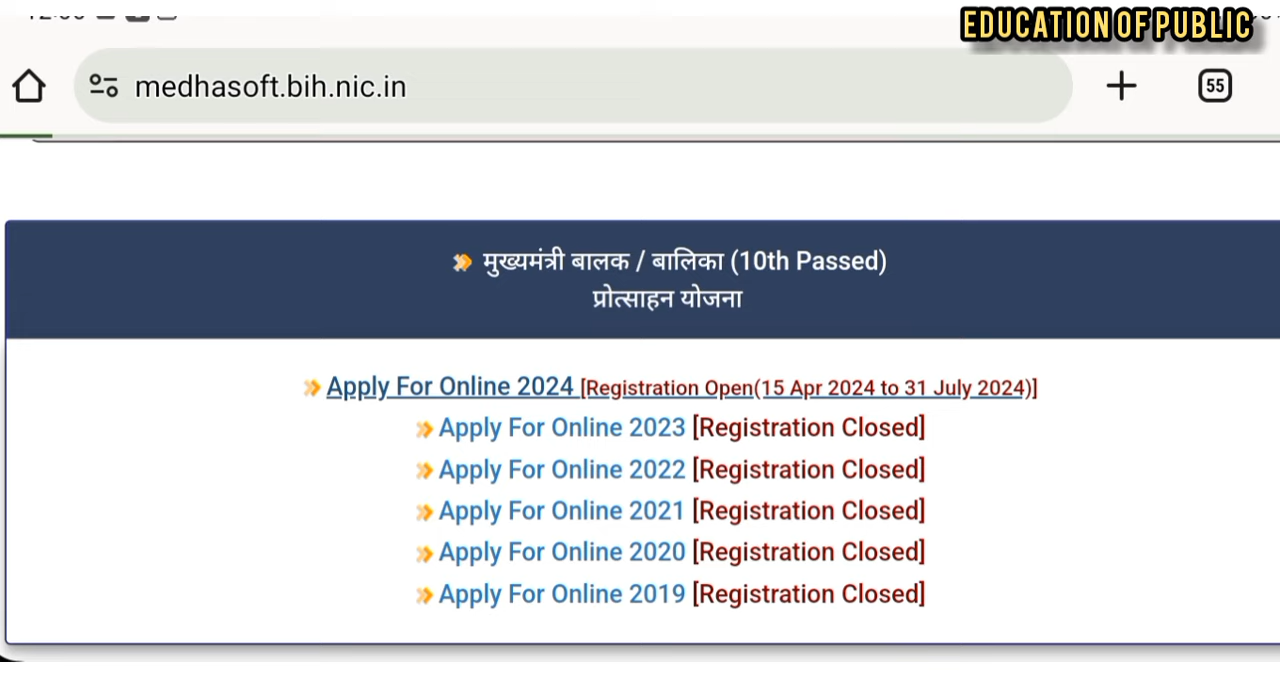 EDUCATION OF PUBLIC
medhasoft.bih.nic.in
55
मुख्यमंत्री बालक / बालिका (10th Passed)
प्रोत्साहन योजना
Apply For Online 2024 [Registration Open(15 Apr 2024 to 31 July 2024)]
Apply For Online 2023 [Registration Closed]
Apply For Online 2022 [Registration Closed]
Apply For Online 2021 [Registration Closed]
Apply For Online 2020 [Registration Closed]
Apply For Online 2019 [Registration Closed]